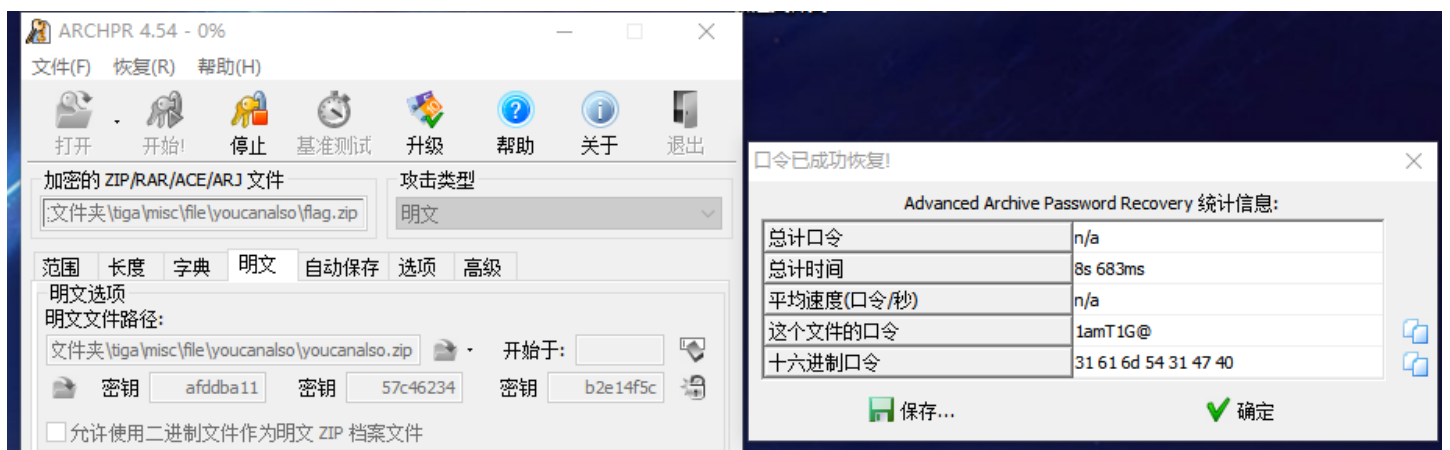 ARCHPR 4.54 - 0%
文件(F) 恢复(R) 帮助(H)
打开 开始! 停止 基准测试 升级 帮助 关于 退出
加密的 ZIP/RAR/ACE/ARJ 文件 攻击类型
:文件夹\tiga\misc\file\youcanalso\flag.zip 明文
范围 长度 字典 明文 自动保存 选项 高级
明文选项
明文文件路径:
文件夹\tiga\misc\file\youcanalso\youcanalso.zip 开始于:
密钥 afddba11 密钥 57c46234 密钥 b2e14f5c
允许使用二进制文件作为明文 ZIP 档案文件
口令已成功恢复!
Advanced Archive Password Recovery 统计信息:
总计口令 n/a
总计时间 8s 683ms
平均速度(口令/秒) n/a
这个文件的口令 1amT1G@
十六进制口令 31 61 6d 54 31 47 40
保存... 确定